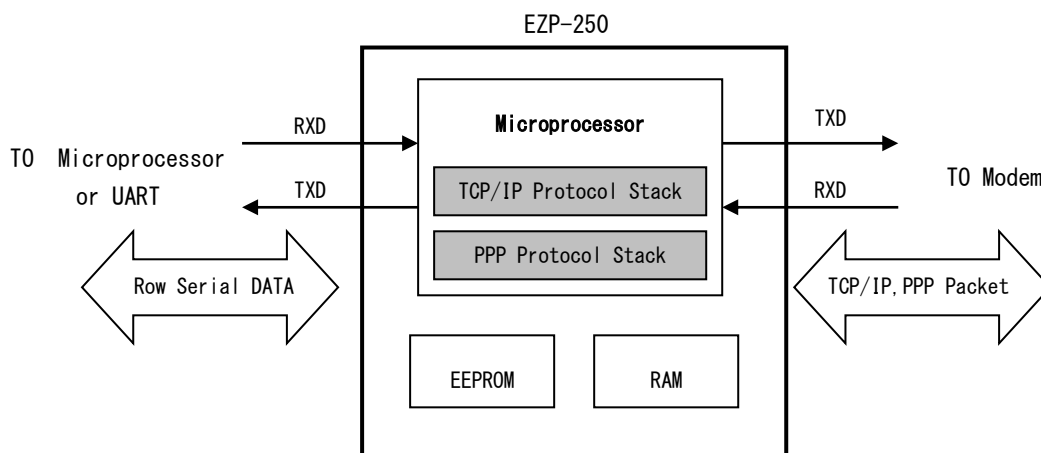 EZP-250
RXD
Microprocessor
TXD
TO Microprocessor
or UART
TXD
TCP/IP Protocol Stack
RXD
TO Modem
PPP Protocol Stack
Row Serial DATA
TCP/IP,PPP Packet
EEPROM
RAM